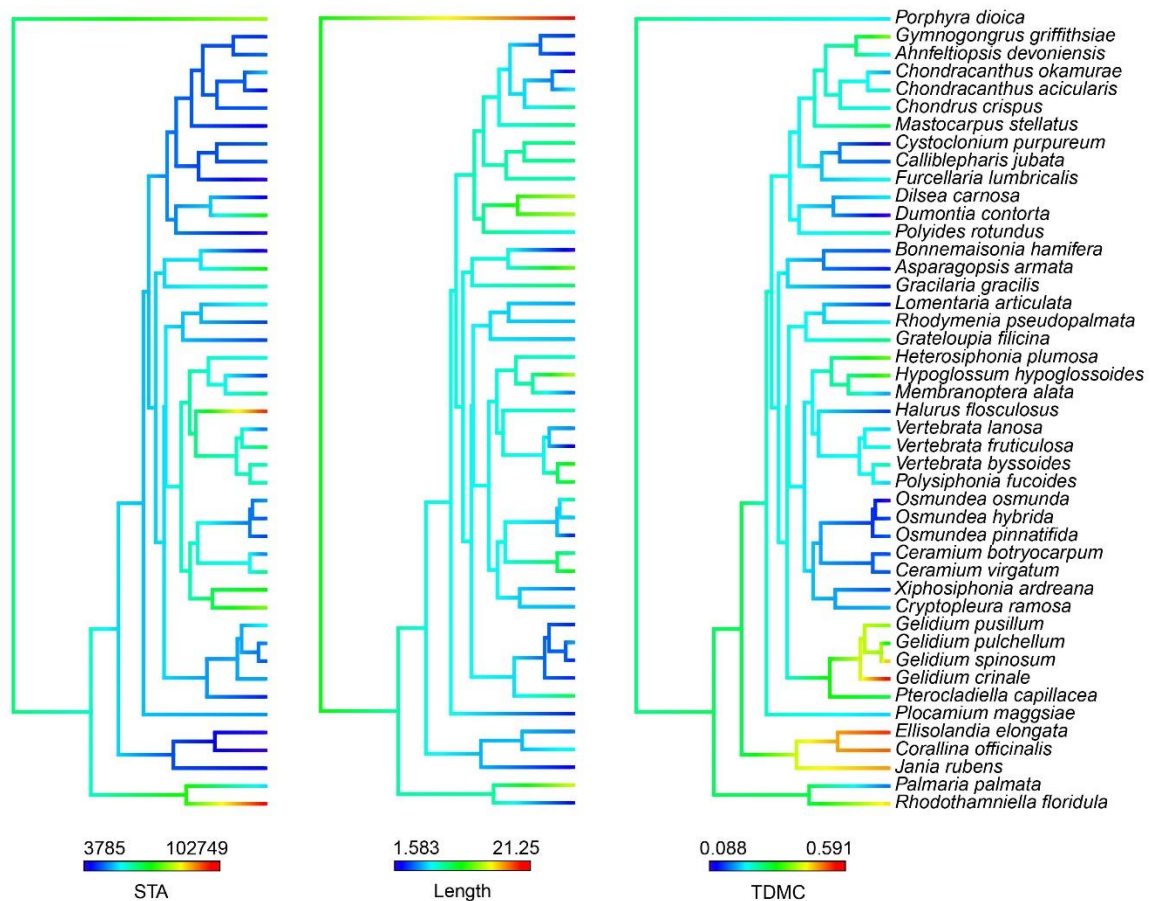 Porphyra dioica
Gymnogongrus griffithsiae
Ahnfeltiopsis devoniensis
Chondracanthus okamurae
Chondracanthus acicularis
Chondrus crispus
Mastocarpus stellatus
Cystoclonium purpureum
Calliblepharis jubata
Furcellaria lumbricalis
Dilsea carnosa
Dumontia contorta
Polyides rotundus
Bonnemaisonia hamifera
Asparagopsis armata
Gracilaria gracilis
Lomentaria articulata
Rhodymenia pseudopalmata
Grateloupia filicina
Heterosiphonia plumosa
Hypoglossum hypoglossoides
Membranoptera alata
Halurus flosculosus
Vertebrata lanosa
Vertebrata fruticulosa
Vertebrata byssoides
Polysiphonia fucoides
Osmundea osmunda
Osmundea hybrida
Osmundea pinnatifida
Ceramium botryocarpum
Ceramium virgatum
Xiphosiphonia ardreana
Cryptopleura ramosa
Gelidium pusillum
Gelidium pulchellum
Gelidium spinosum
Gelidium crinale
Pterocladiella capillacea
Plocamium maggsiae
Ellisolandia elongata
Corallina officinalis
Jania rubens
Palmaria palmata
Rhodothamniella floridula
3785 102749 1.583 21.25 0.088 0.591
STA Length TDMC